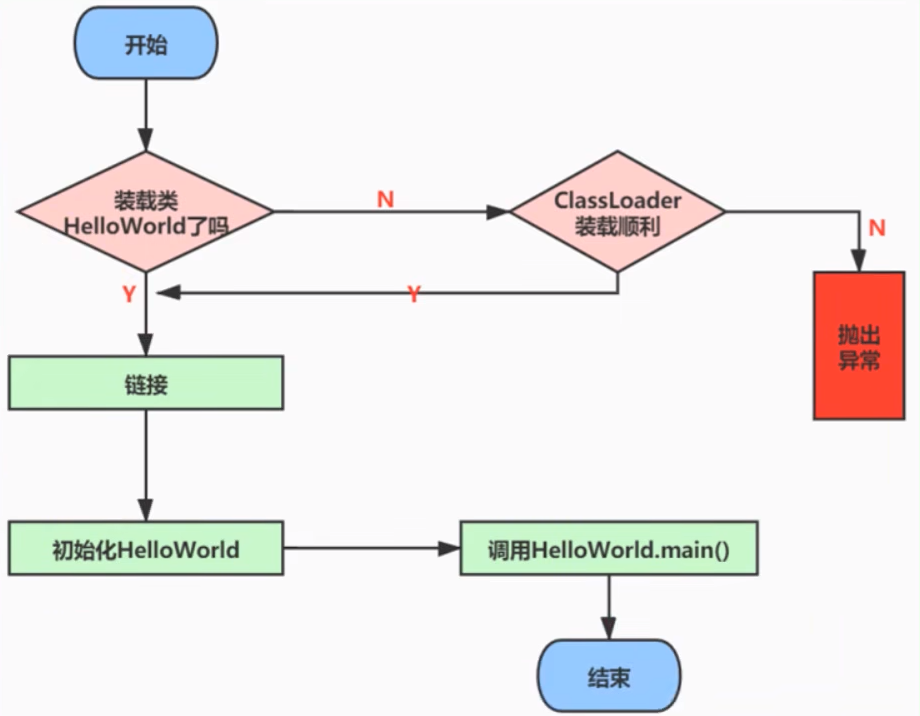 开始
装载类
HelloWorld了吗
N
ClassLoader
装载顺利
N
Y
Y
抛出
异常
链接
初始化HelloWorld
调用HelloWorld.main()
结束